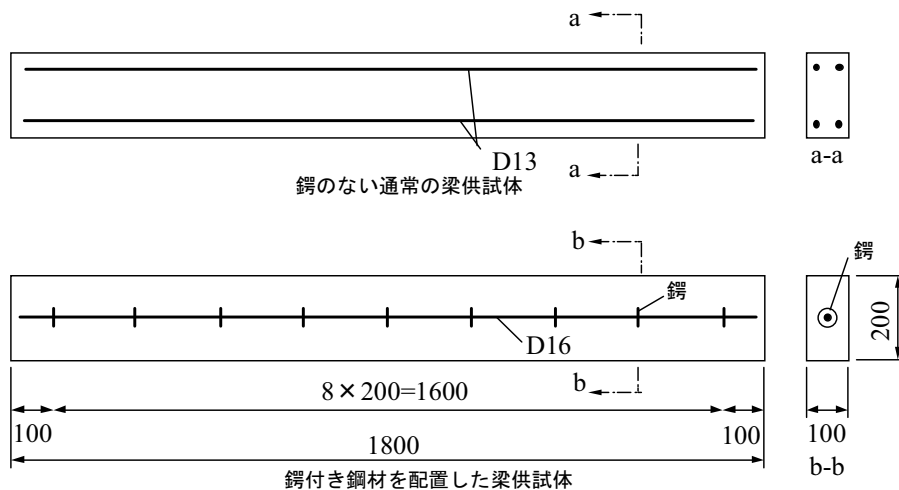 a
D13
a
a-a
鍔のない通常の梁供試体
b
鍔
鍔
D16
200
b
8×200=1600
100
100
100
1800
b-b
鍔付き鋼材を配置した梁供試体